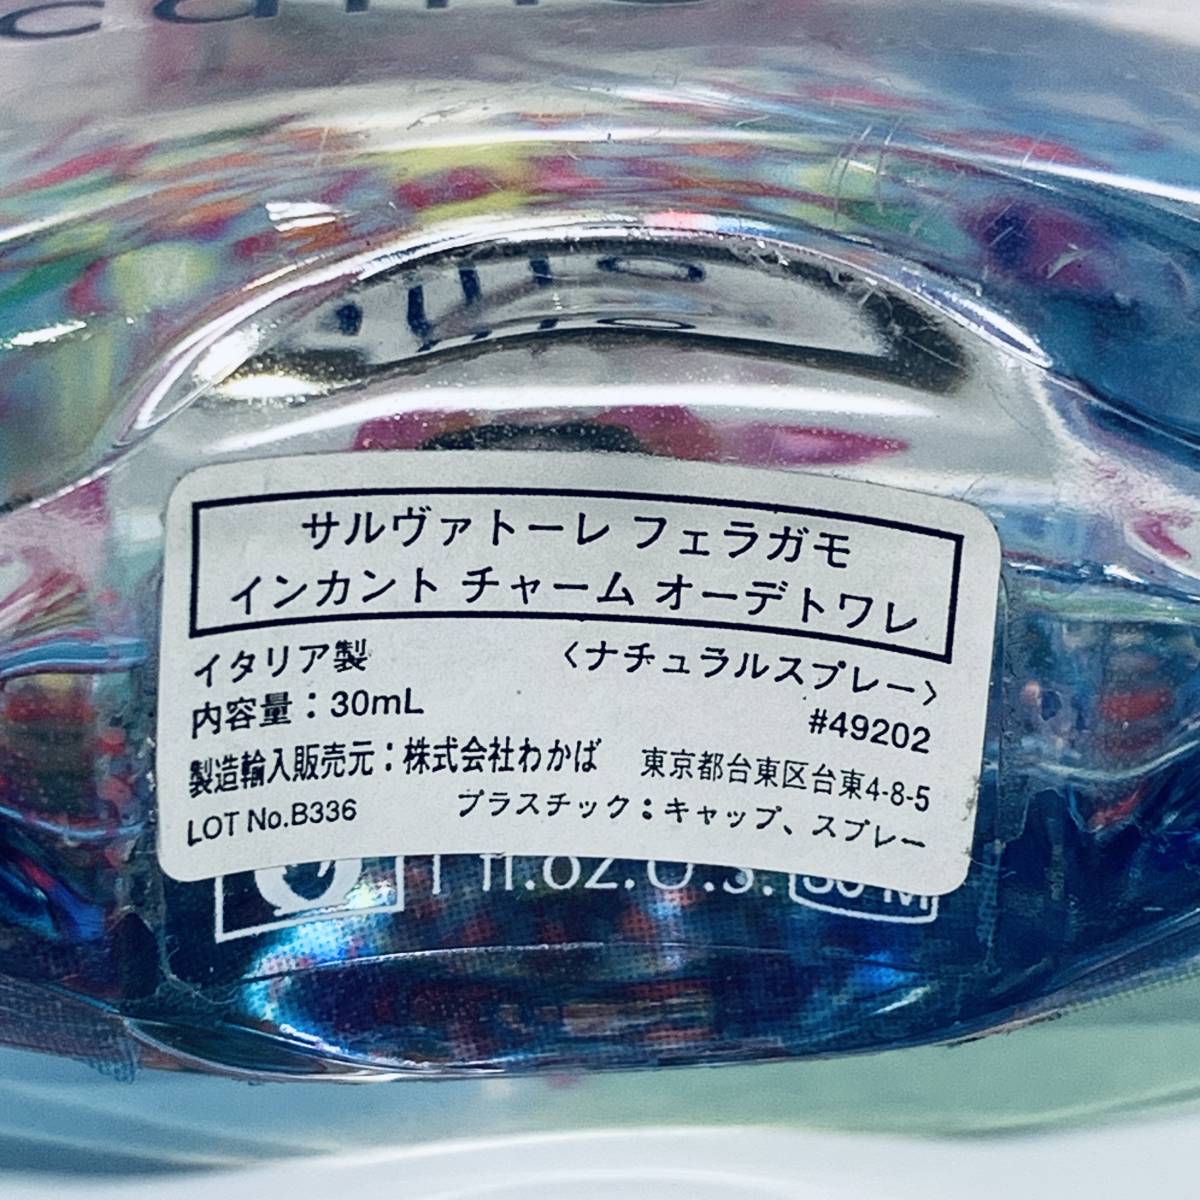 サルヴァトーレ フェラガモ
インカント チャーム オーデトワレ
イタリア製 〈ナチュラルスプレー〉
内容量：30mL #49202
製造輸入販売元：株式会社わかば 東京都台東区台東4-8-5
LOT No.B336 プラスチック：キャップ、スプレー
1 fl.oz.U.S.